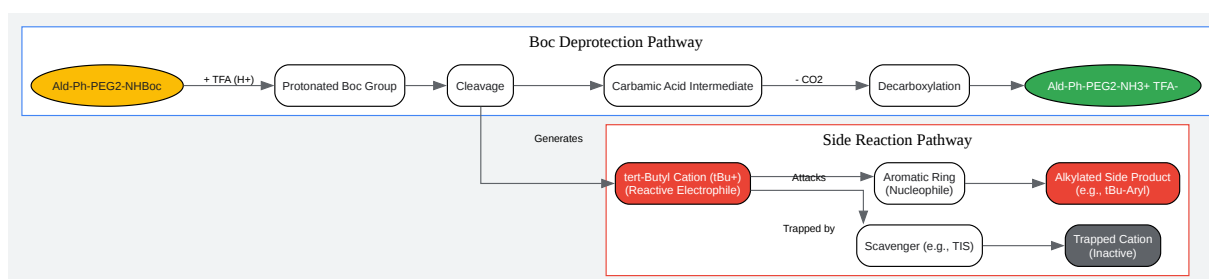 Boc Deprotection Pathway
Ald-Ph-PEG2-NHBoc
+ TFA (H+)
Protonated Boc Group
Cleavage
Carbamic Acid Intermediate
- CO2
Decarboxylation
Ald-Ph-PEG2-NH3+ TFA-
Generates
Side Reaction Pathway
tert-Butyl Cation (tBu+)
(Reactive Electrophile)
Attacks
Aromatic Ring
(Nucleophile)
Alkylated Side Product
(e.g., tBu-Aryl)
Trapped by
Scavenger (e.g., TIS)
Trapped Cation
(Inactive)